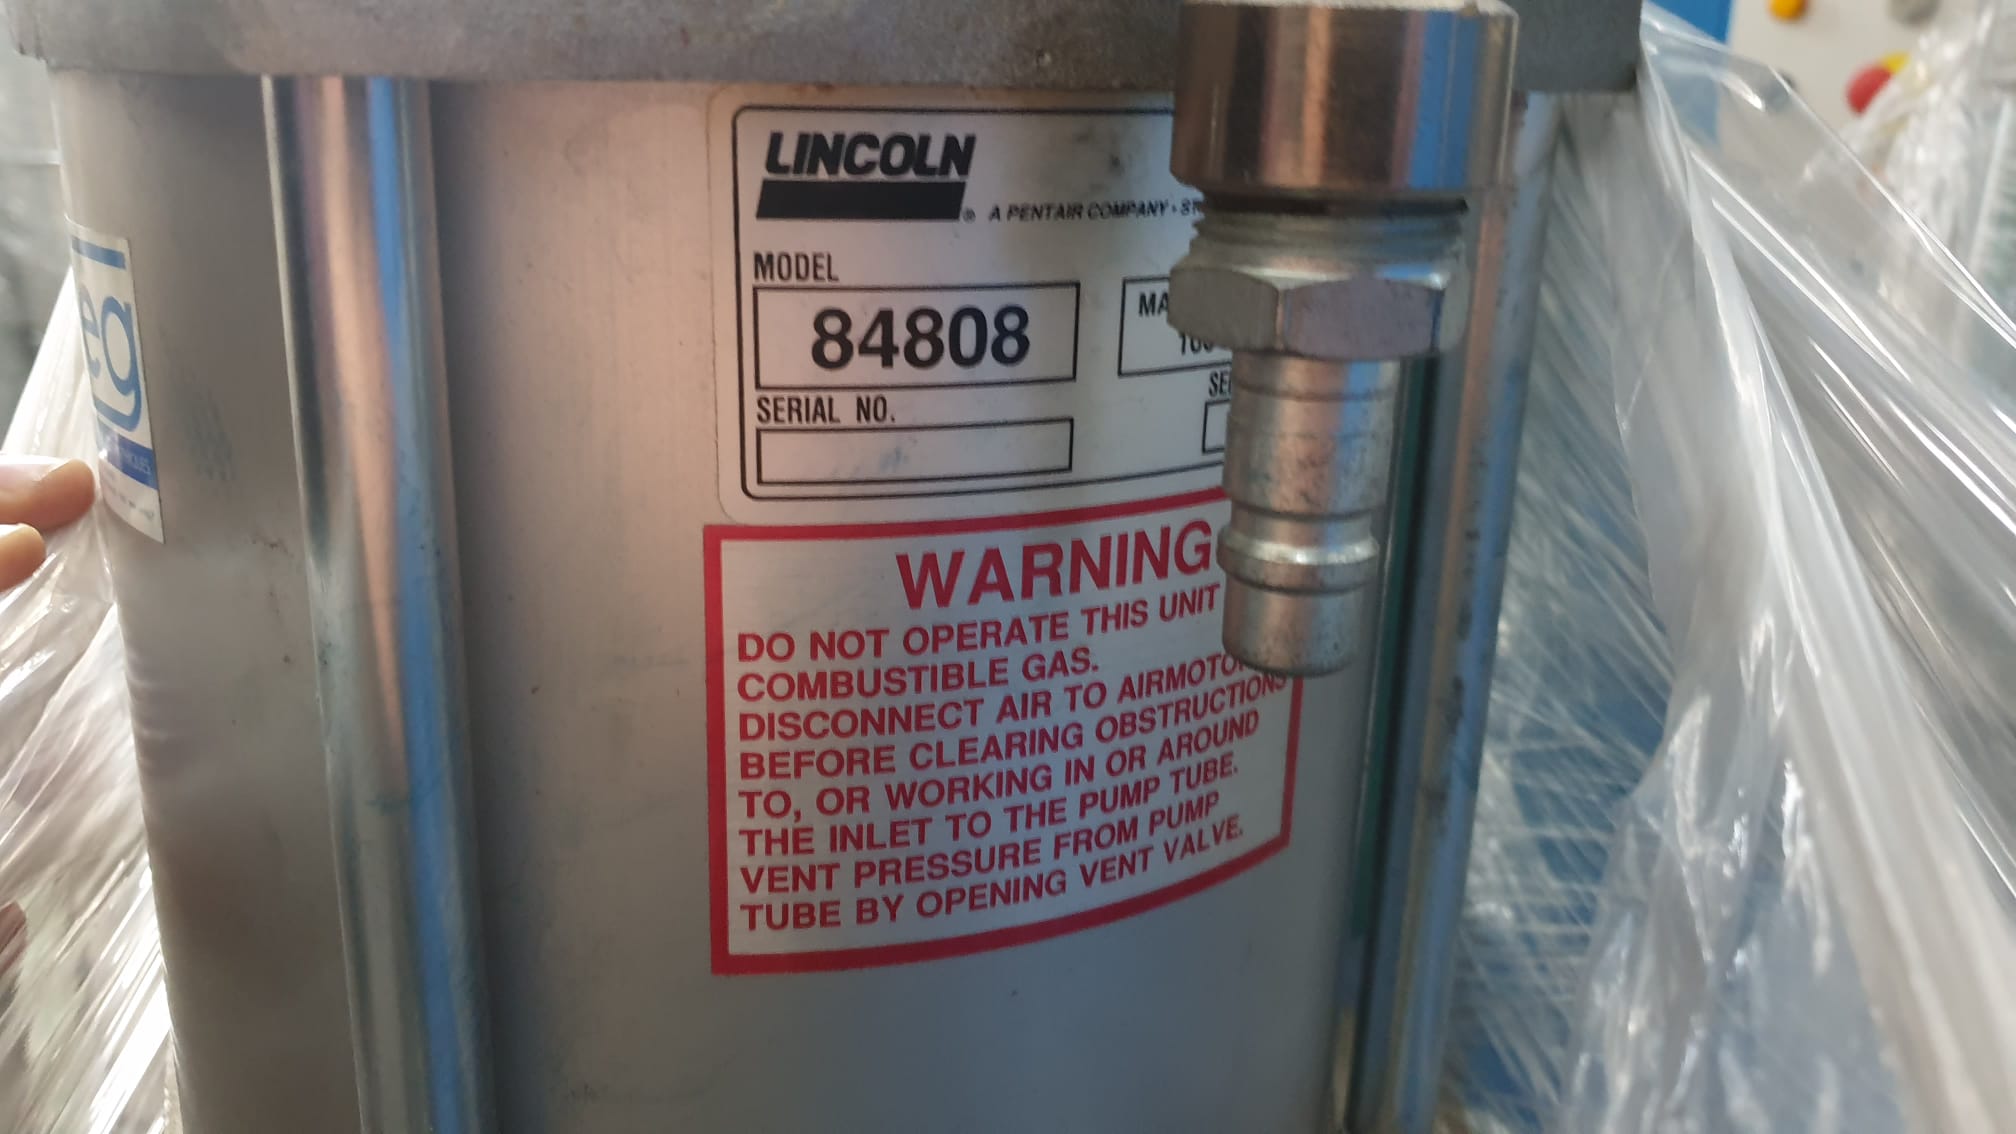 LINCOLN
® A PENTAIR COMPANY -
MODEL
84808
SERIAL NO.
WARNING
DO NOT OPERATE THIS UNIT
COMBUSTIBLE GAS.
DISCONNECT AIR TO AIRMOTOR
BEFORE CLEARING OBSTRUCTIONS
TO, OR WORKING IN OR AROUND
THE INLET TO THE PUMP TUBE.
VENT PRESSURE FROM PUMP
TUBE BY OPENING VENT VALVE.
eg